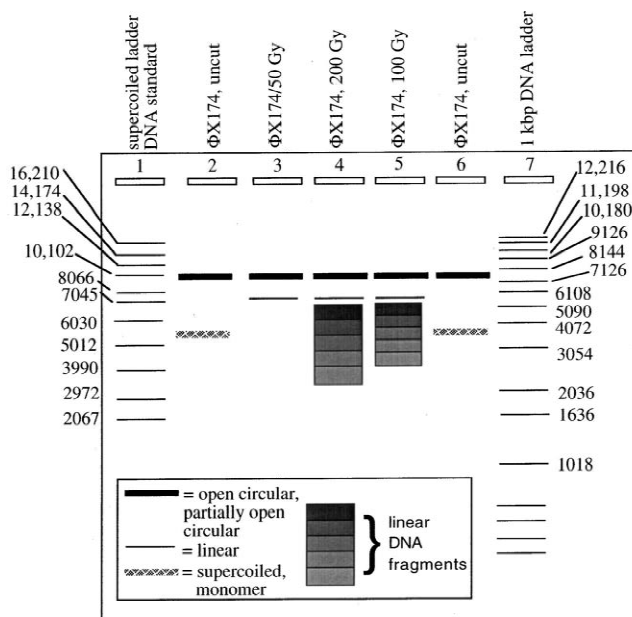 supercoiled ladder
DNA standard
ΦX174, uncut
ΦX174/50 Gy
ΦX174, 200 Gy
ΦX174, 100 Gy
ΦX174, uncut
1 kbp DNA ladder
1 2 3 4 5 6 7
16,210
14,174
12,138
10,102
8066
7045
6030
5012
3990
2972
2067
12,216
11,198
10,180
9126
8144
7126
6108
5090
4072
3054
2036
1636
1018
= open circular,
partially open
circular
= linear
= supercoiled,
monomer
linear
DNA
fragments